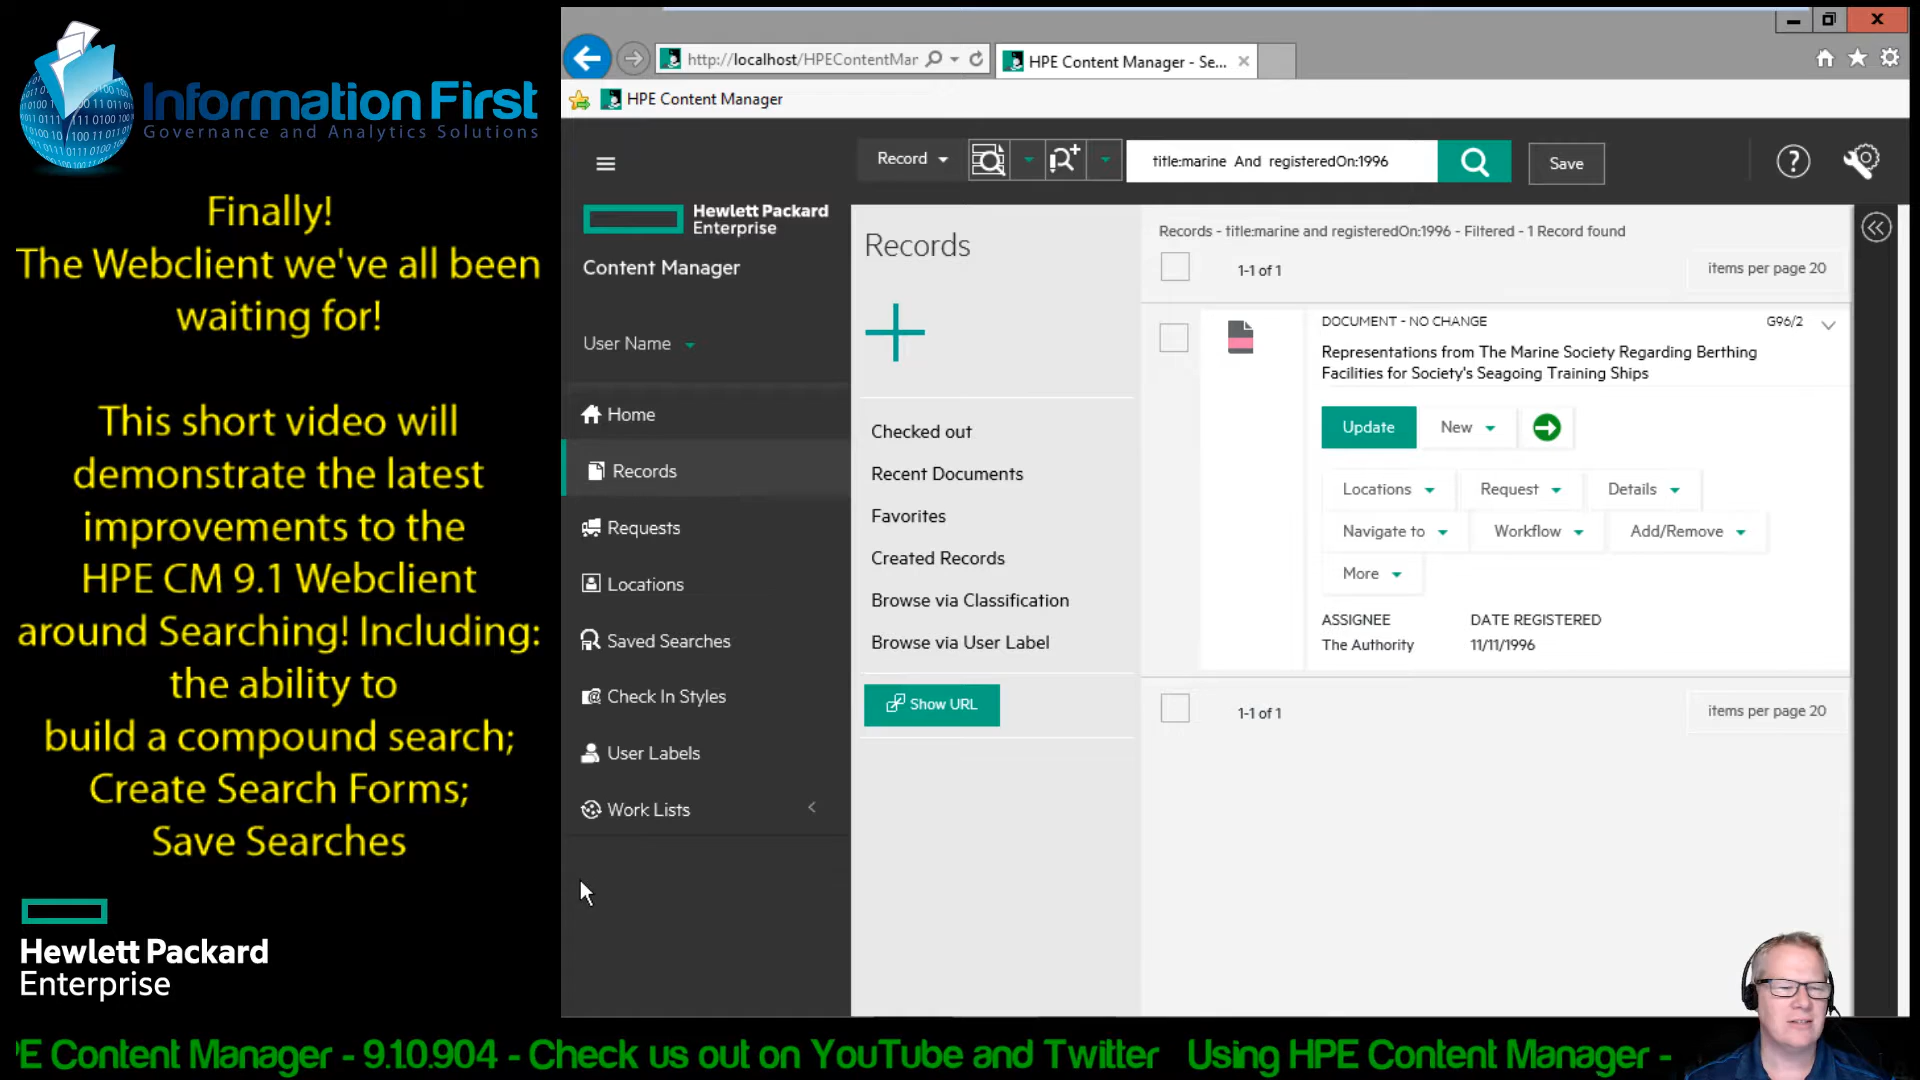 Information First
Governance and Analytics Solutions
Finally!
The Webclient we've all been
waiting for!
This short video will
demonstrate the latest
improvements to the
HPE CM 9.1 Webclient
around Searching! Including:
the ability to
build a compound search;
Create Search Forms;
Save Searches
Hewlett Packard
Enterprise
http://localhost/HPEContentMar
HPE Content Manager - Se...
HPE Content Manager
Record
title:marine And registeredOn:1996
Save
Hewlett Packard
Enterprise
Content Manager
User Name
Home
Records
Requests
Locations
Saved Searches
Check In Styles
User Labels
Work Lists
Records
Checked out
Recent Documents
Favorites
Created Records
Browse via Classification
Browse via User Label
Show URL
Records - title:marine and registeredOn:1996 - Filtered - 1 Record found
1-1 of 1
items per page 20
DOCUMENT - NO CHANGE
G96/2
Representations from The Marine Society Regarding Berthing
Facilities for Society's Seagoing Training Ships
Update
New
Locations
Request
Details
Navigate to
Workflow
Add/Remove
More
ASSIGNEE
DATE REGISTERED
The Authority
11/11/1996
1-1 of 1
items per page 20
PE Content Manager - 9.1.0.904 - Check us out on YouTube and Twitter Using HPE Content Manager -